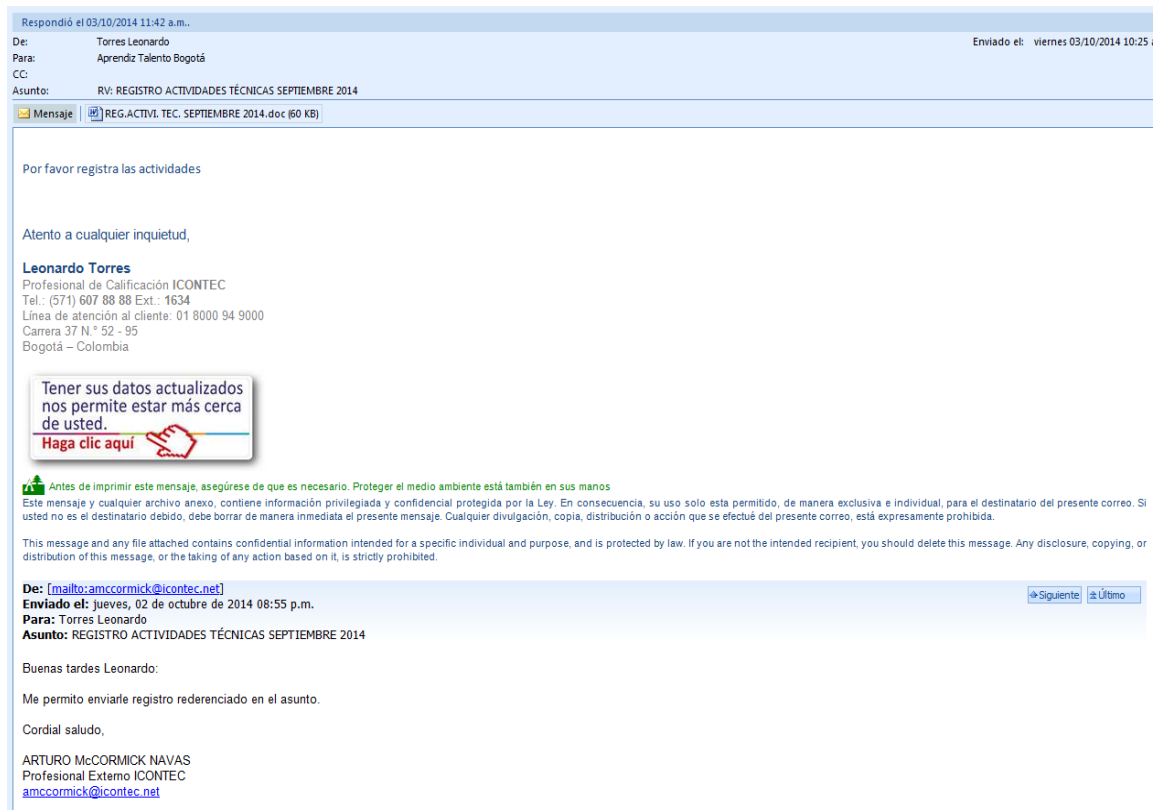 Respondió el 03/10/2014 11:42 a.m..
De: Torres Leonardo Enviado el: viernes 03/10/2014 10:25 a
Para: Aprendiz Talento Bogotá
CC:
Asunto: RV: REGISTRO ACTIVIDADES TÉCNICAS SEPTIEMBRE 2014
Mensaje REG.ACTIVI. TEC. SEPTIEMBRE 2014.doc (60 KB)
Por favor registra las actividades
Atento a cualquier inquietud,
Leonardo Torres
Profesional de Calificación ICONTEC
Tel.: (571) 607 88 88 Ext.: 1634
Línea de atención al cliente: 01 8000 94 9000
Carrera 37 N.° 52 - 95
Bogotá – Colombia
Tener sus datos actualizados
nos permite estar más cerca
de usted.
Haga clic aquí
Antes de imprimir este mensaje, asegúrese de que es necesario. Proteger el medio ambiente está también en sus manos
Este mensaje y cualquier archivo anexo, contiene información privilegiada y confidencial protegida por la Ley. En consecuencia, su uso solo esta permitido, de manera exclusiva e individual, para el destinatario del presente correo. Si
usted no es el destinatario debido, debe borrar de manera inmediata el presente mensaje. Cualquier divulgación, copia, distribución o acción que se efectué del presente correo, está expresamente prohibida.
This message and any file attached contains confidential information intended for a specific individual and purpose, and is protected by law. If you are not the intended recipient, you should delete this message. Any disclosure, copying, or
distribution of this message, or the taking of any action based on it, is strictly prohibited.
De: [mailto:amccormick@icontec.net]
Siguiente Último
Enviado el: jueves, 02 de octubre de 2014 08:55 p.m.
Para: Torres Leonardo
Asunto: REGISTRO ACTIVIDADES TÉCNICAS SEPTIEMBRE 2014
Buenas tardes Leonardo:
Me permito enviarle registro rederenciado en el asunto.
Cordial saludo,
ARTURO McCORMICK NAVAS
Profesional Externo ICONTEC
amccormick@icontec.net